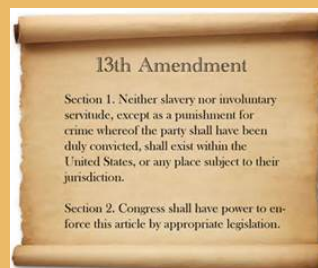 13th Amendment
Section 1. Neither slavery nor involuntary
servitude, except as a punishment for
crime whereof the party shall have been
duly convicted, shall exist within the
United States, or any place subject to their
jurisdiction.
Section 2. Congress shall have power to en-
force this article by appropriate legislation.